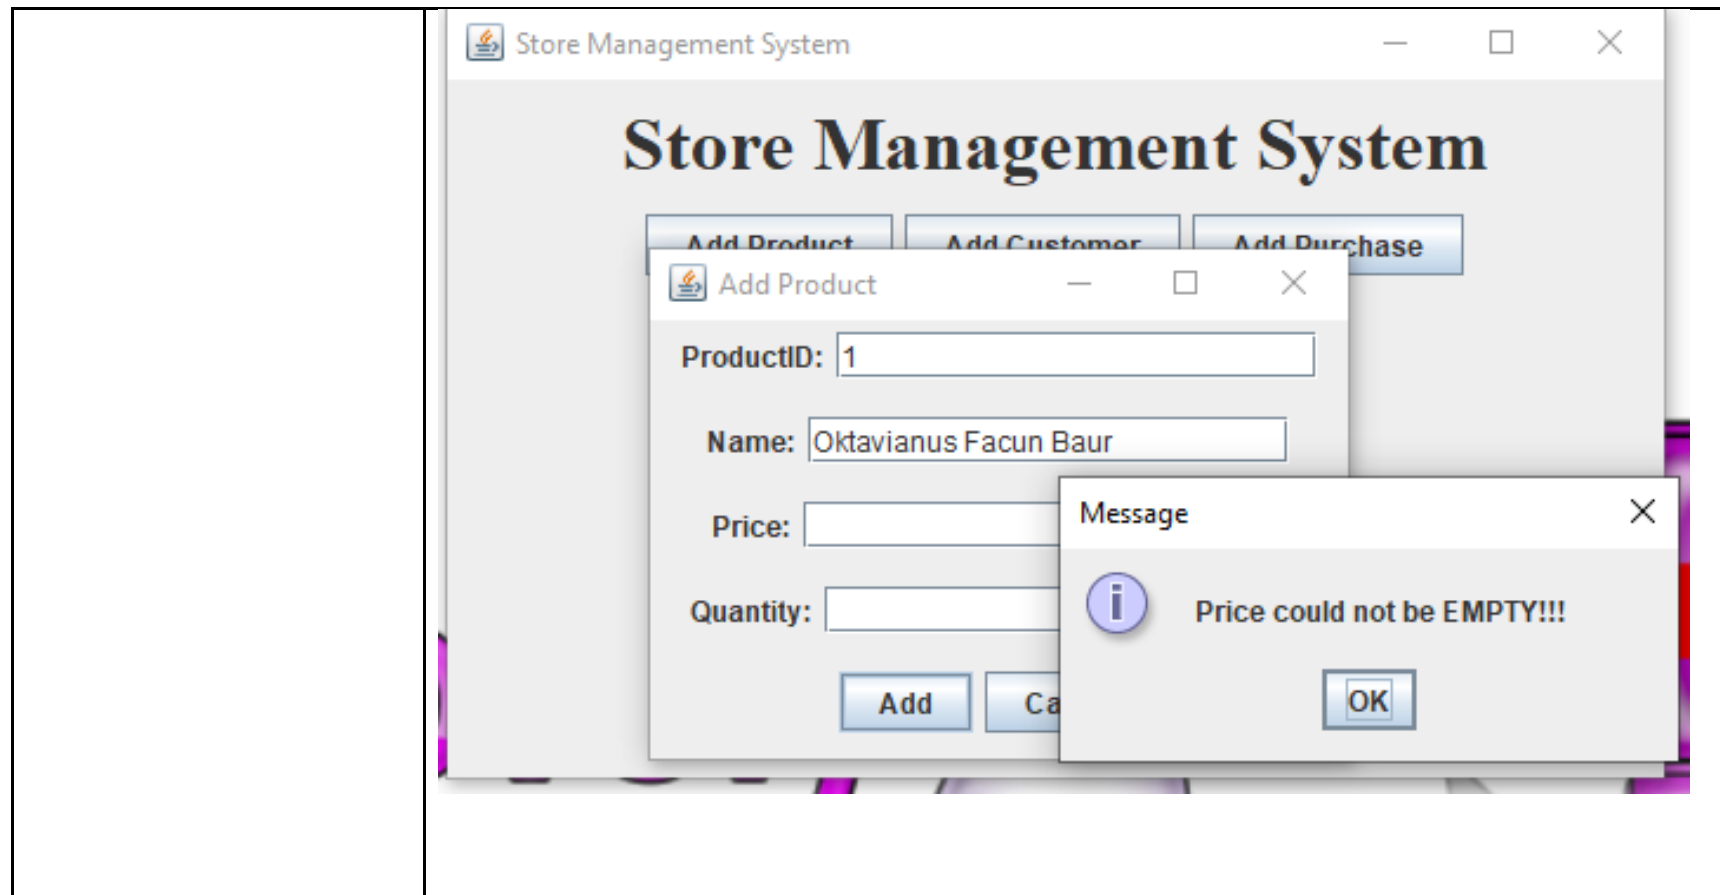 Store Management System
Store Management System
Add Product Add Customer Add Purchase
Add Product
ProductID: 1
Name: Oktavianus Facun Baur
Price:
Message
Price could not be EMPTY!!!
Quantity:
Add
OK